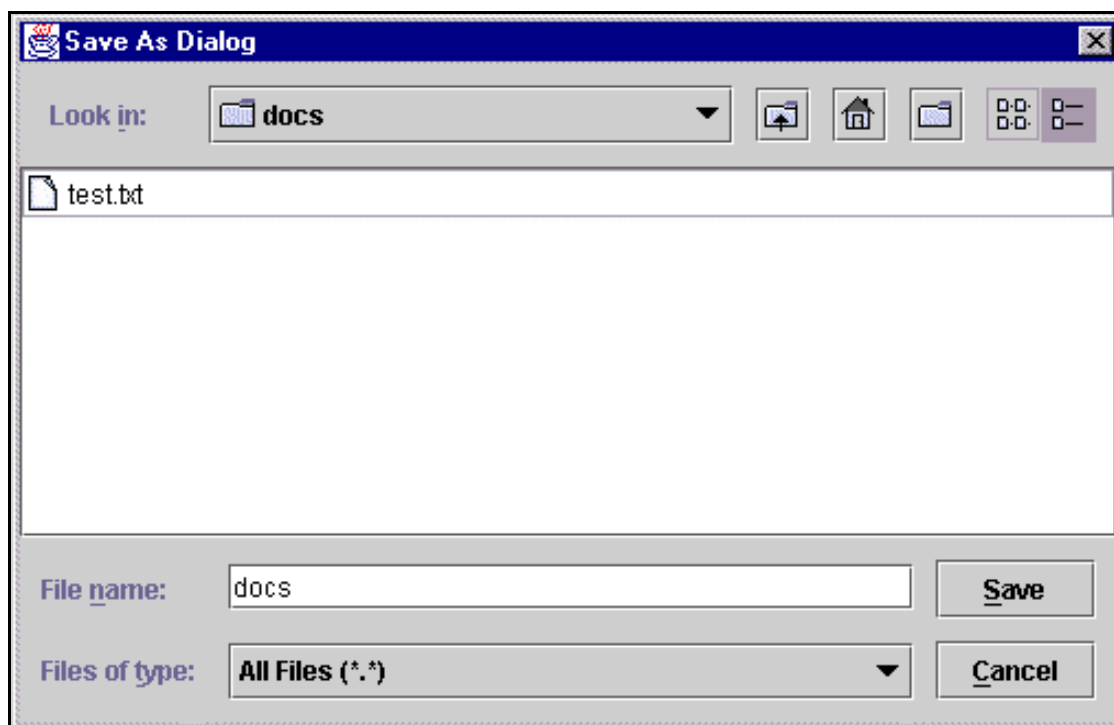 Save As Dialog
Look in: docs
test.txt
File name: docs Save
Files of type: All Files (*.*) Cancel